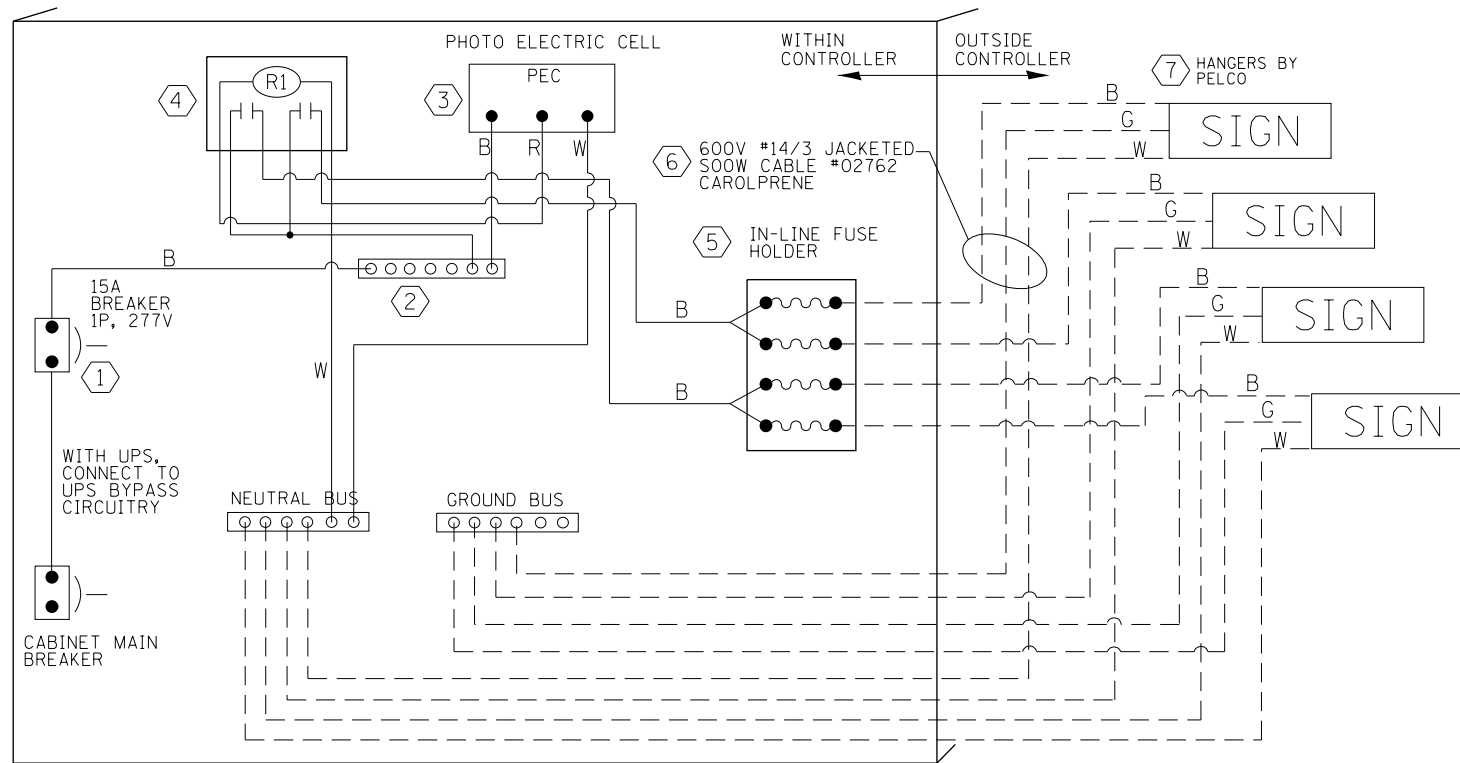 PHOTO ELECTRIC CELL
WITHIN
CONTROLLER
OUTSIDE
CONTROLLER
7
HANGERS BY
PELCO
4
R1
3
PEC
B
R
W
6
600V #14/3 JACKETED
SOOW CABLE #02762
CAROLPRENE
B
G
W
SIGN
B
G
W
SIGN
B
G
W
SIGN
B
G
W
SIGN
5
IN-LINE FUSE
HOLDER
B
B
B
2
15A
BREAKER
1P, 277V
1
W
WITH UPS,
CONNECT TO
UPS BYPASS
CIRCUITRY
NEUTRAL BUS
GROUND BUS
CABINET MAIN
BREAKER